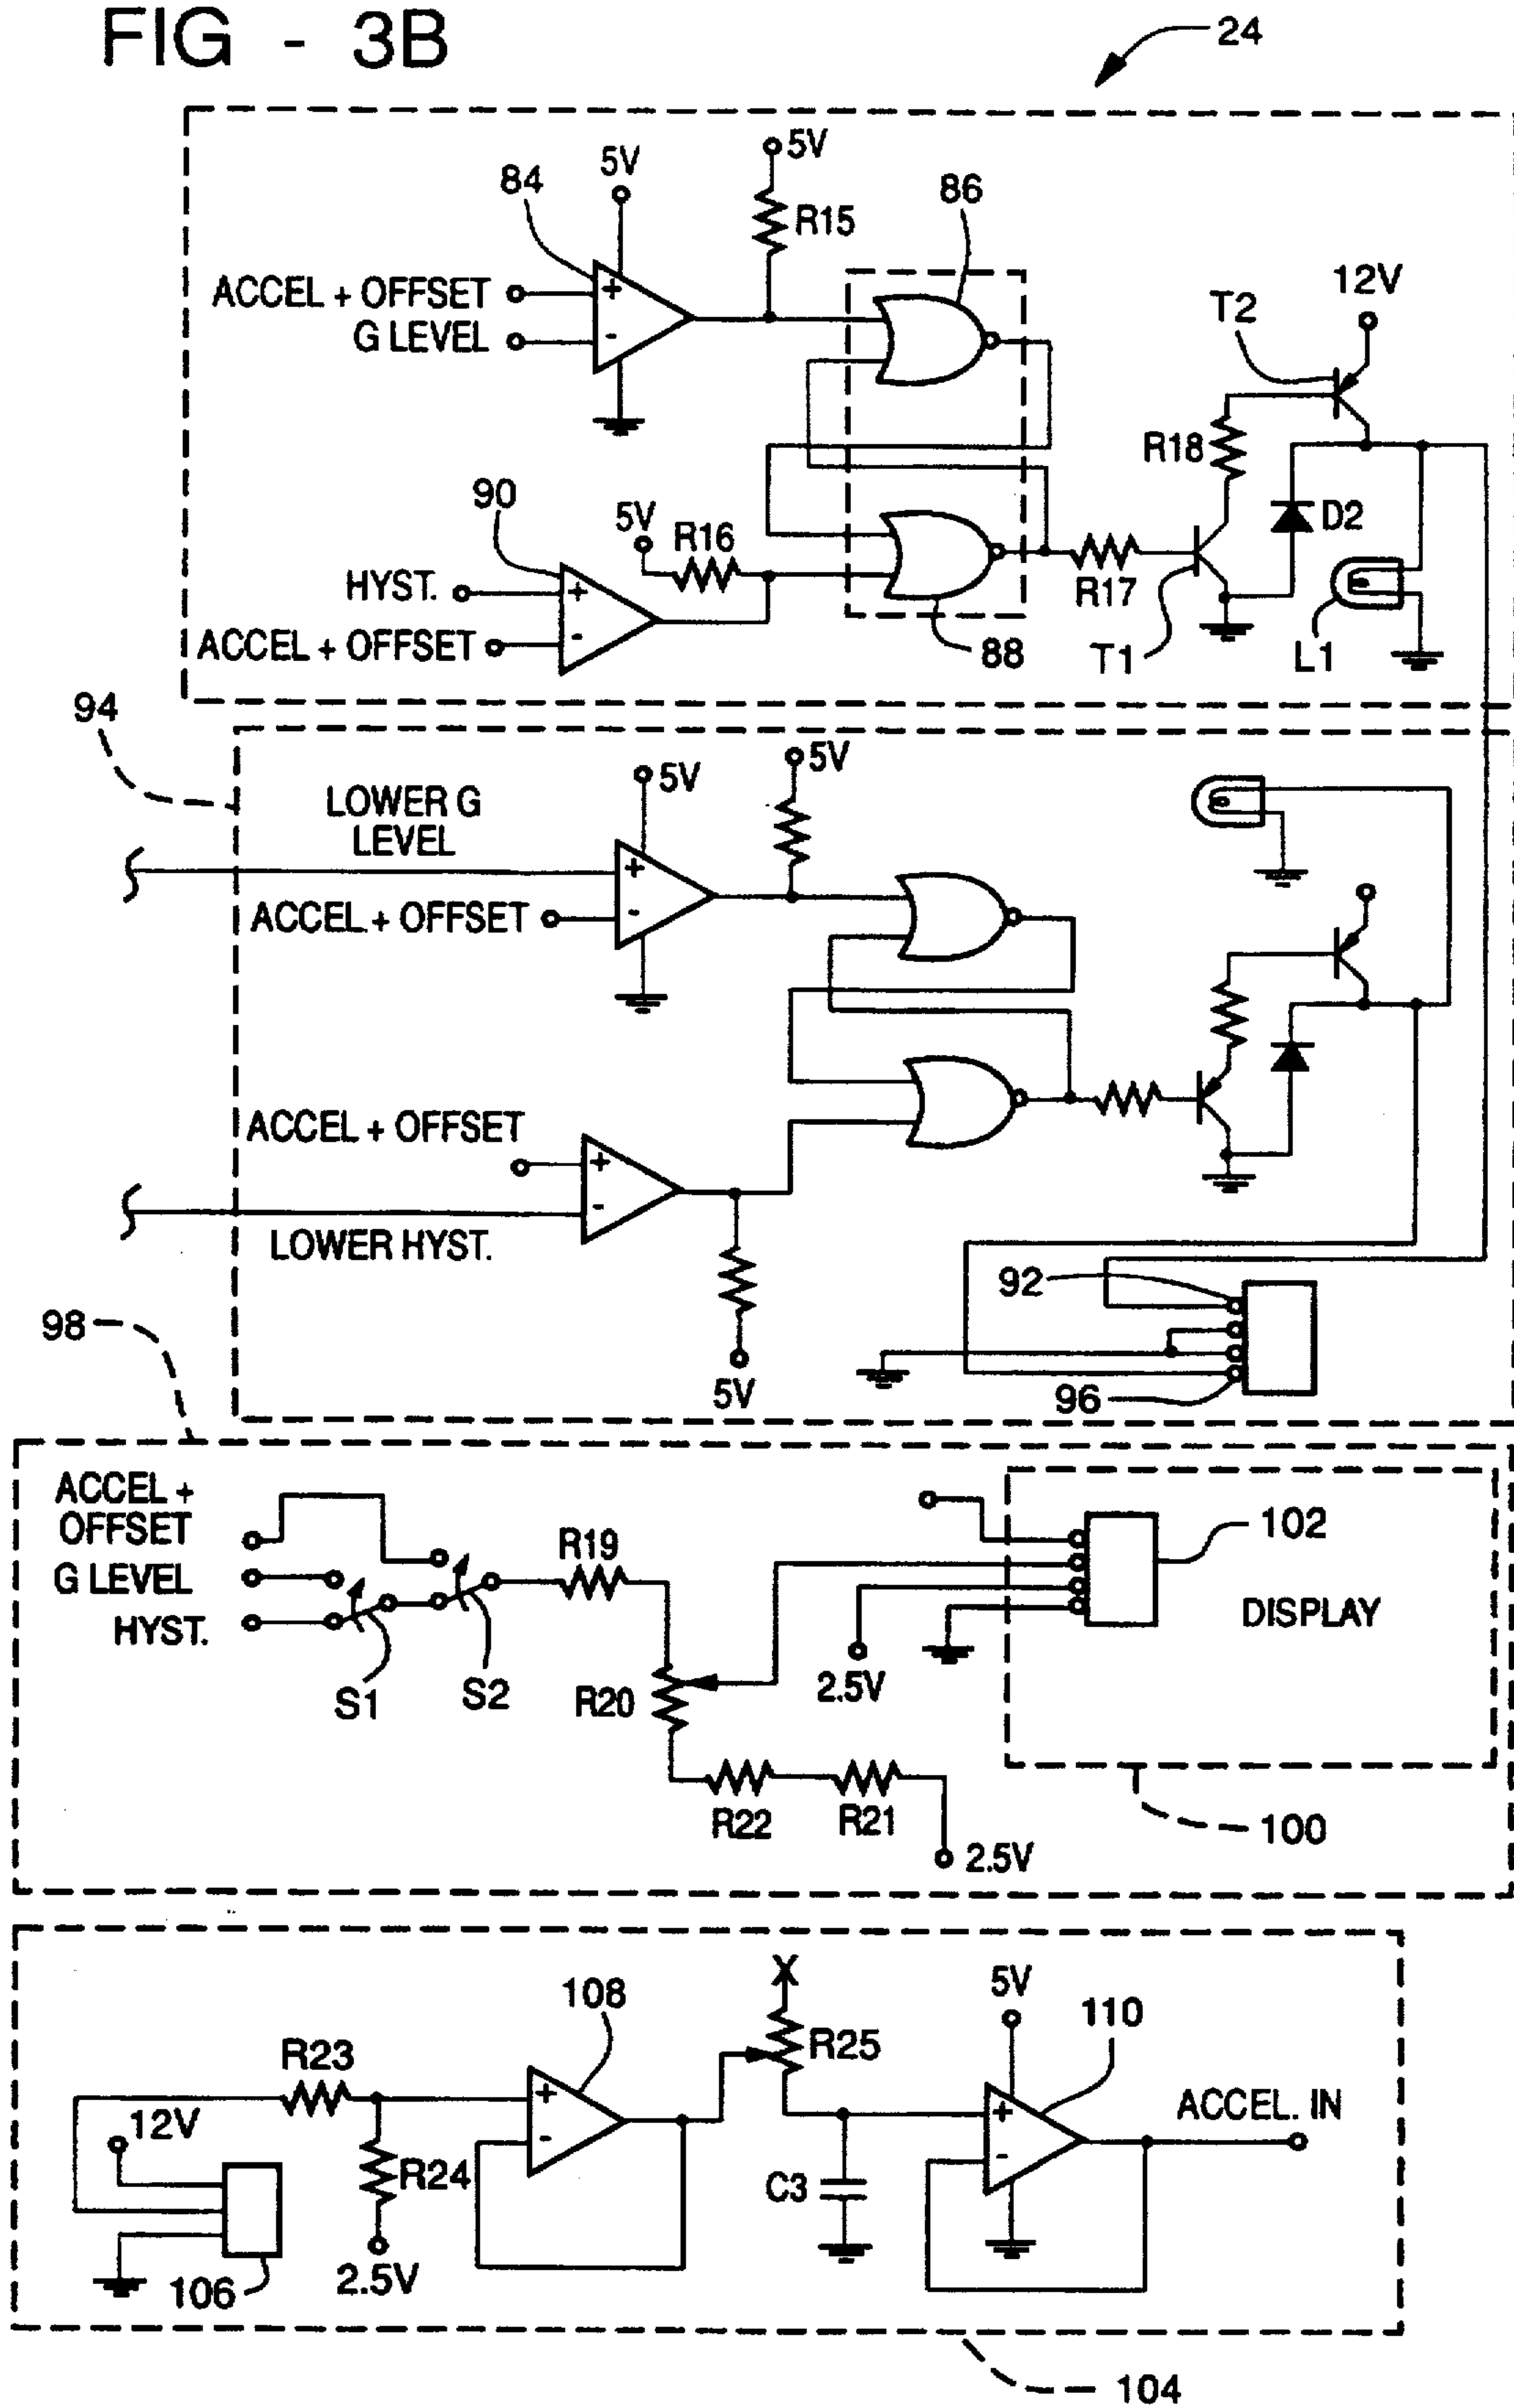 FIG - 3B
24
5V
5V
84
R15
86
ACCEL + OFFSET
+
G LEVEL
-
T2
12V
R18
90
5V
R16
D2
HYST.
+
R17
ACCEL + OFFSET
-
88
T1
L1
94
5V
5V
LOWER G
LEVEL
+
ACCEL + OFFSET
-
ACCEL + OFFSET
+
-
LOWER HYST.
92
98
96
5V
ACCEL +
OFFSET
R19
102
G LEVEL
DISPLAY
HYST.
S1
S2
R20
2.5V
R22
R21
100
2.5V
108
X
5V
110
R23
R25
+
+
ACCEL. IN
12V
-
-
R24
C3
106
2.5V
104